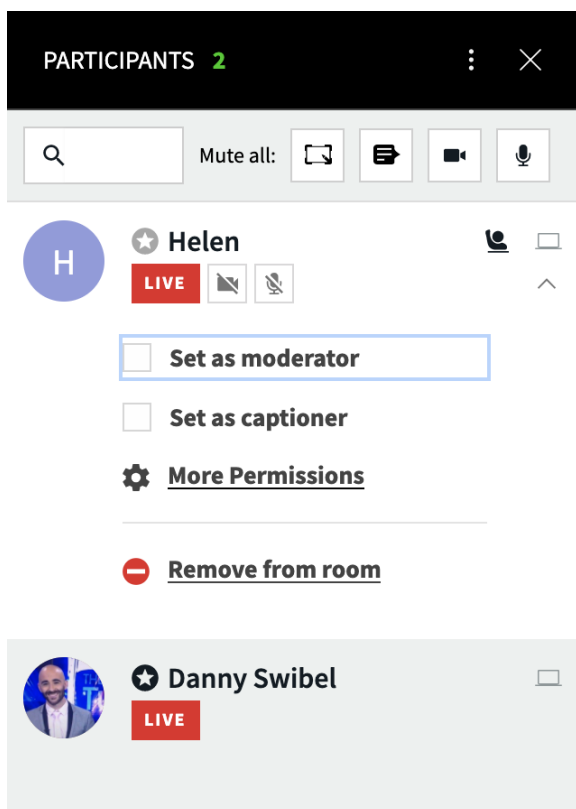 PARTICIPANTS 2
Mute all:
H
Helen
LIVE
Set as moderator
Set as captioner
More Permissions
Remove from room
Danny Swibel
LIVE